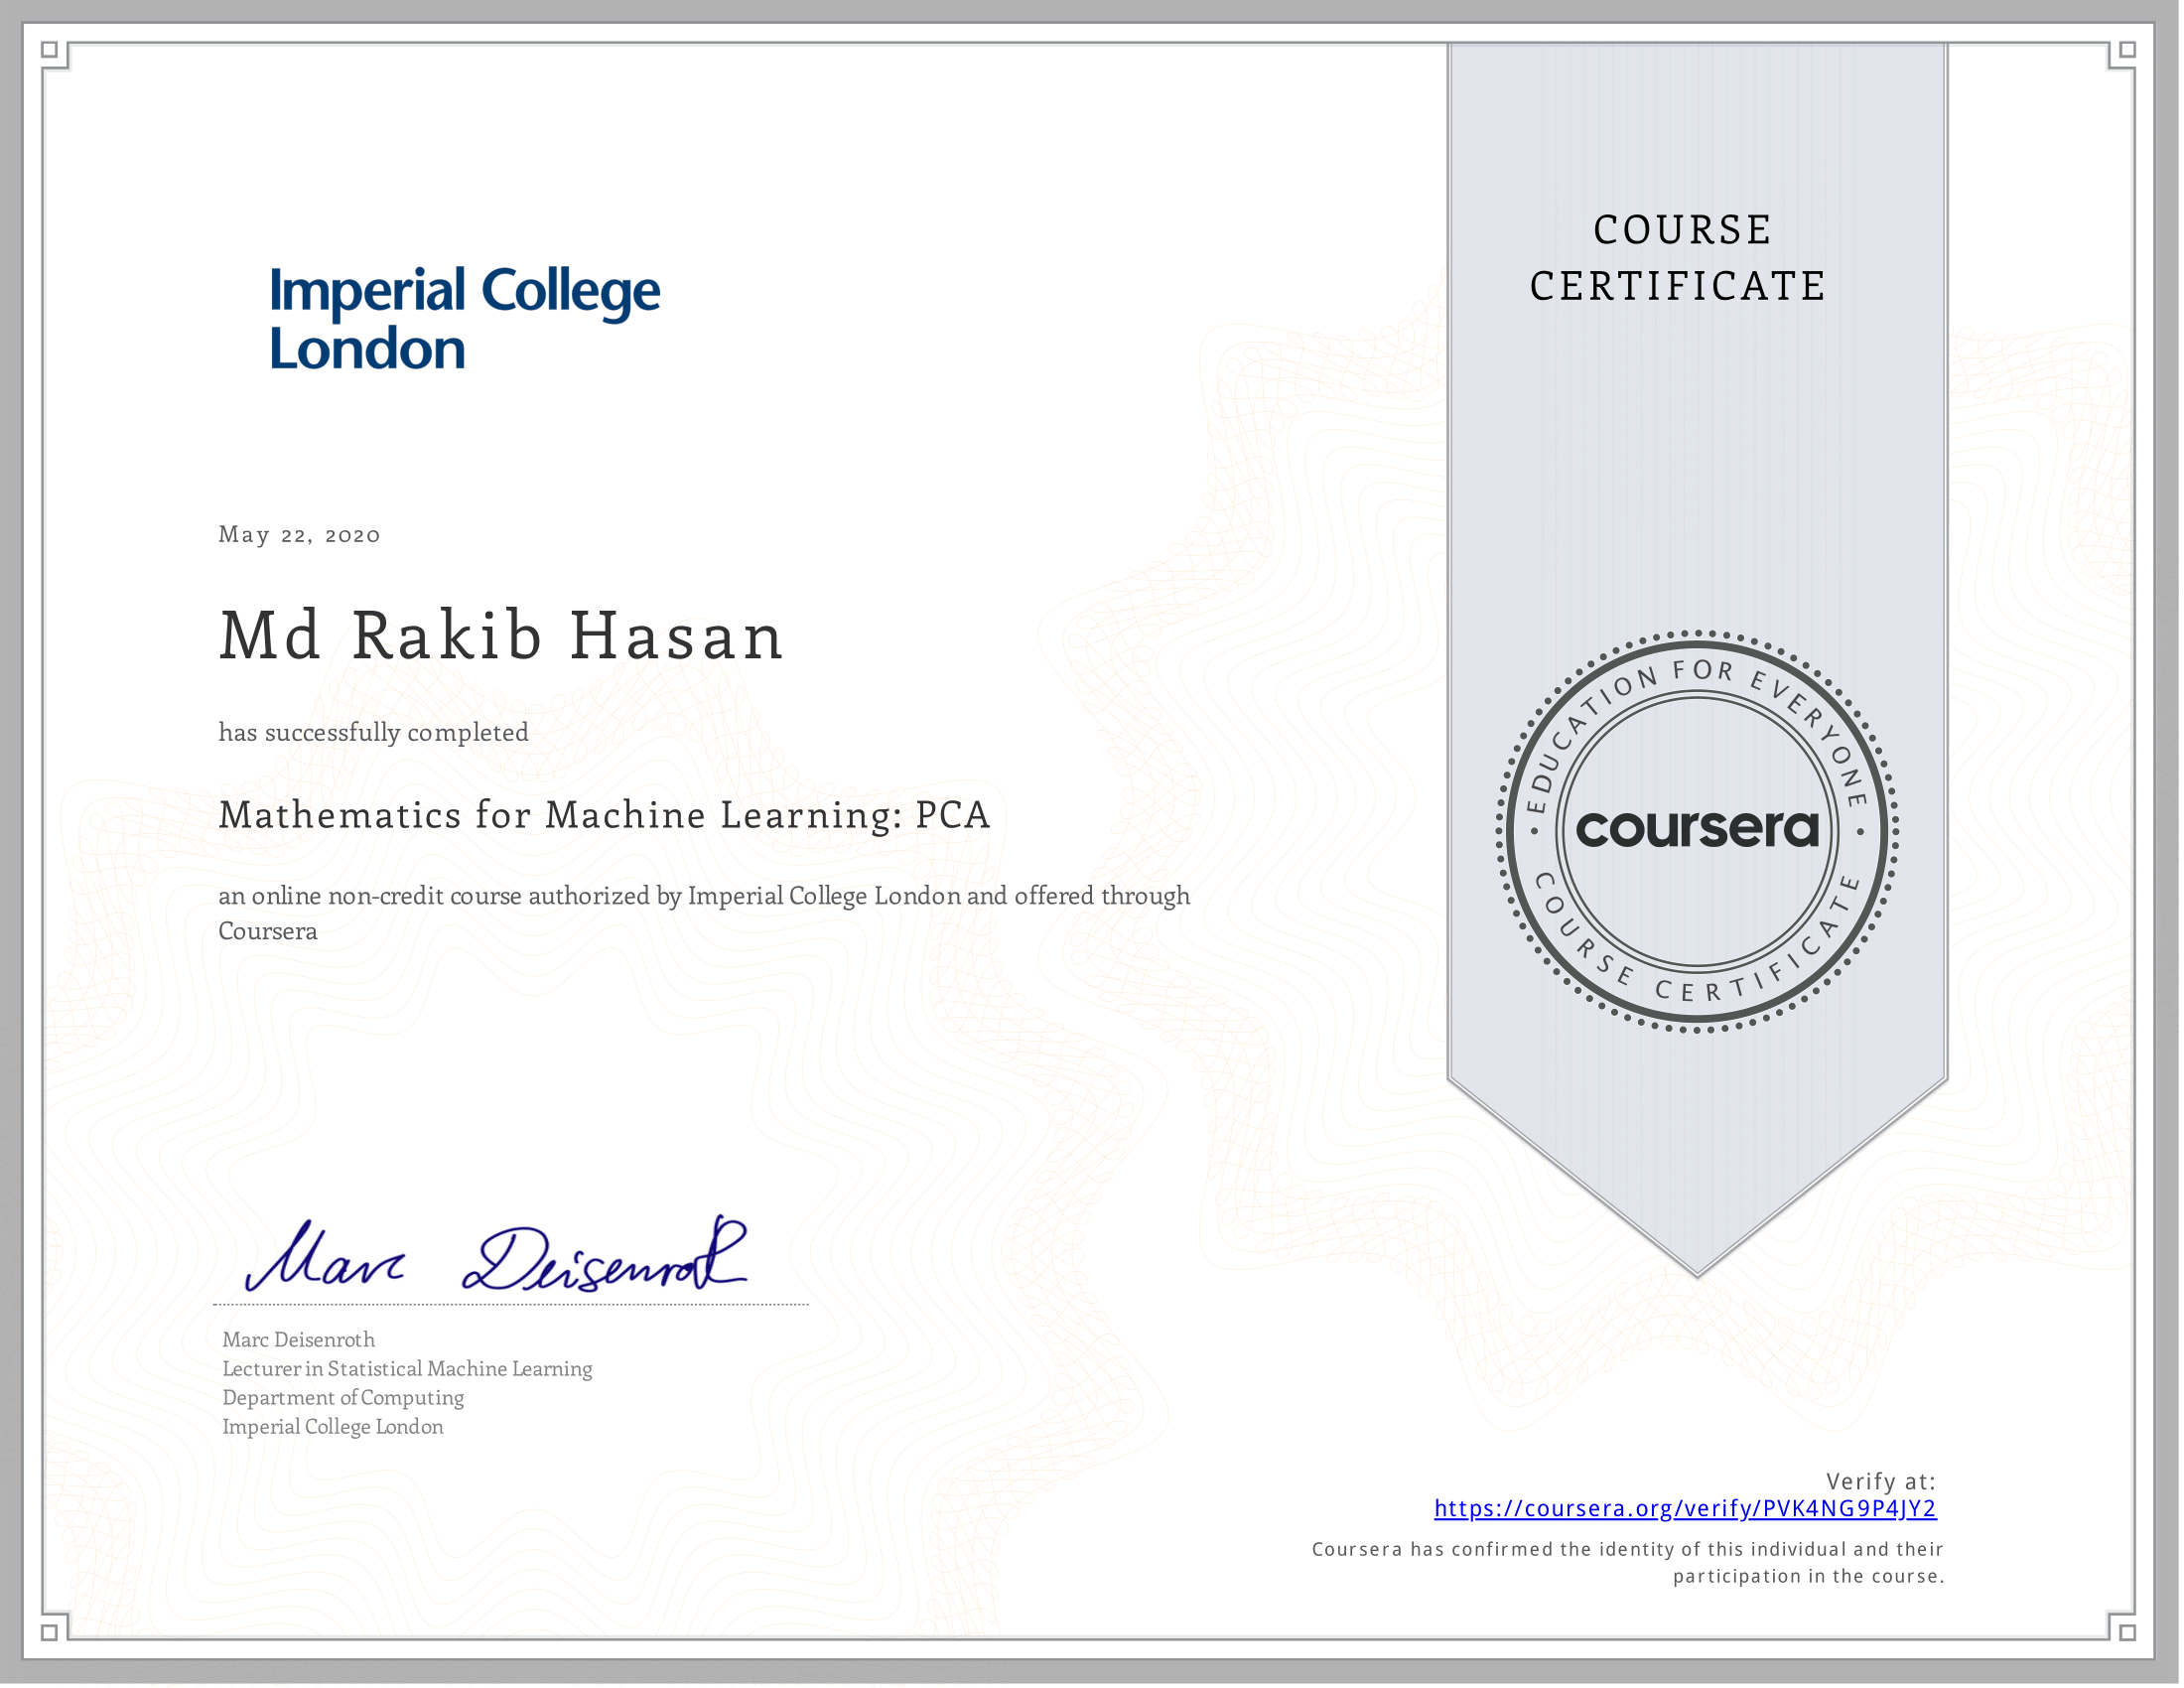 Imperial College
London
COURSE
CERTIFICATE
May 22, 2020
Md Rakib Hasan
has successfully completed
Mathematics for Machine Learning: PCA
an online non-credit course authorized by Imperial College London and offered through
Coursera
EDUCATION FOR EVERYONE
coursera
COURSE CERTIFICATE
Marc Deisenroth
Marc Deisenroth
Lecturer in Statistical Machine Learning
Department of Computing
Imperial College London
Verify at:
https://coursera.org/verify/PVK4NG9P4JY2
Coursera has confirmed the identity of this individual and their
participation in the course.